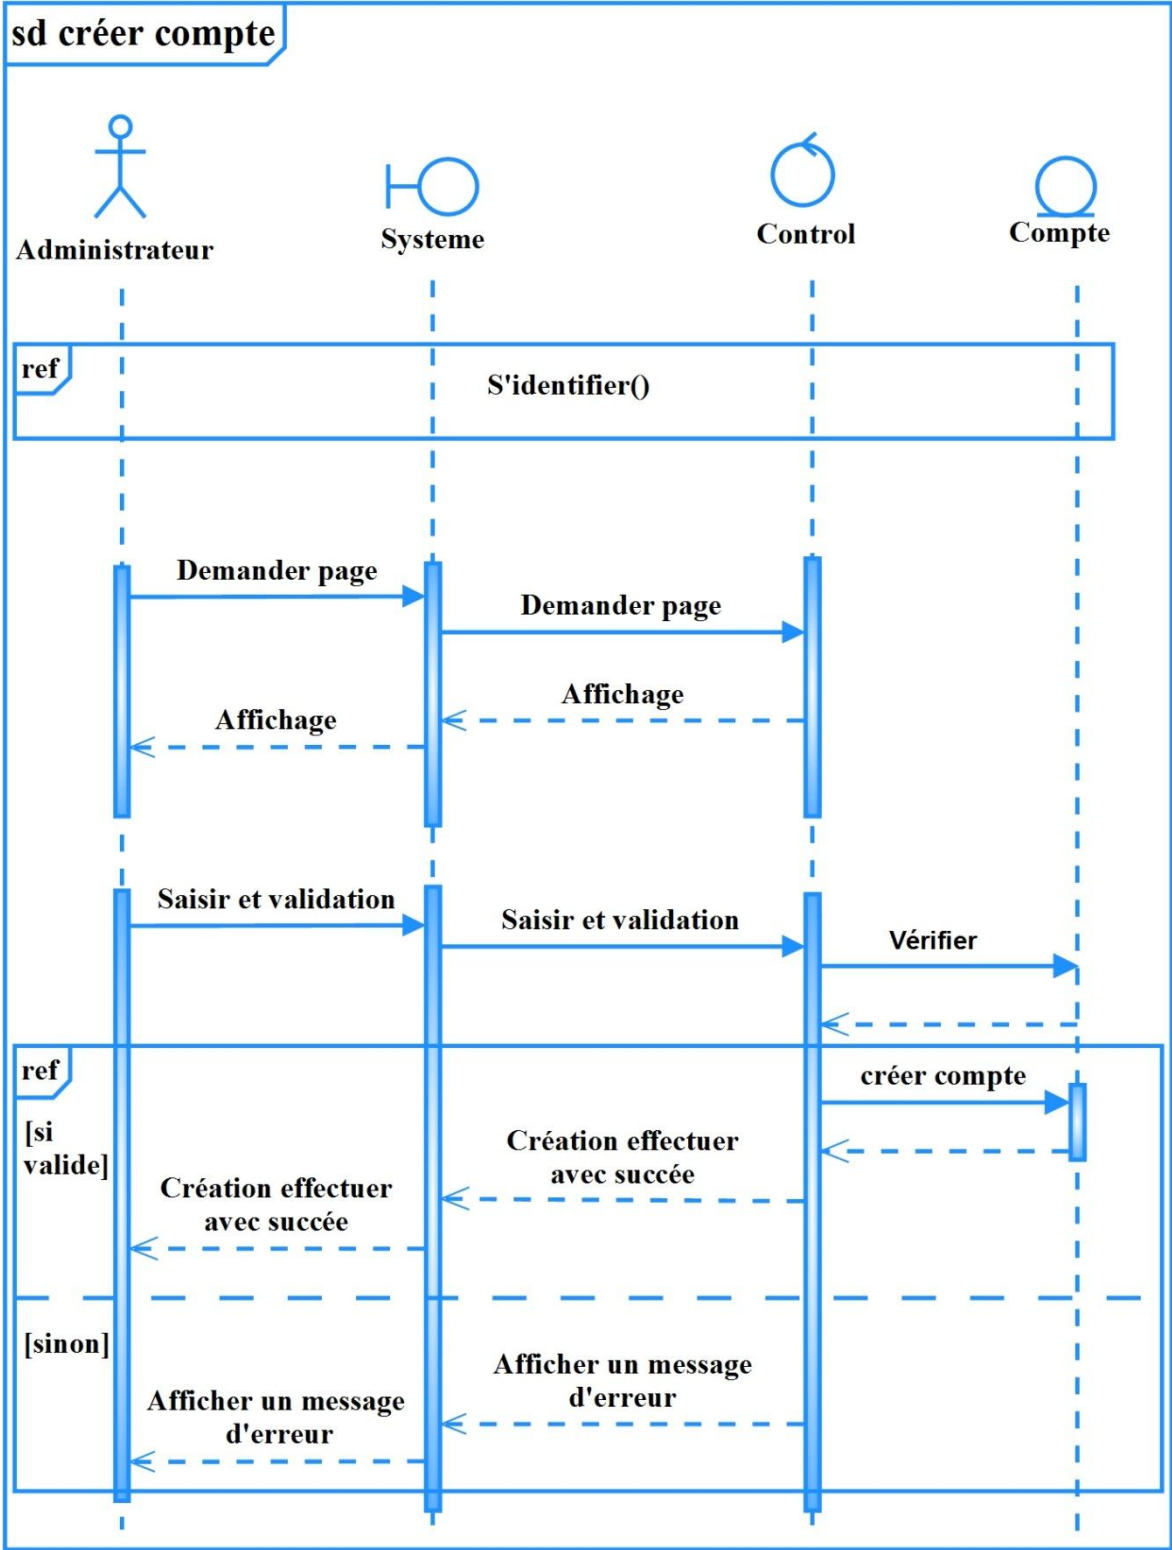 sd créer compte
Administrateur
Systeme
Control
Compte
ref
S'identifier()
Demander page
Demander page
Affichage
Affichage
Saisir et validation
Saisir et validation
Vérifier
ref
créer compte
[si
valide]
Création effectuer
avec succée
Création effectuer
avec succée
[sinon]
Afficher un message
d'erreur
Afficher un message
d'erreur